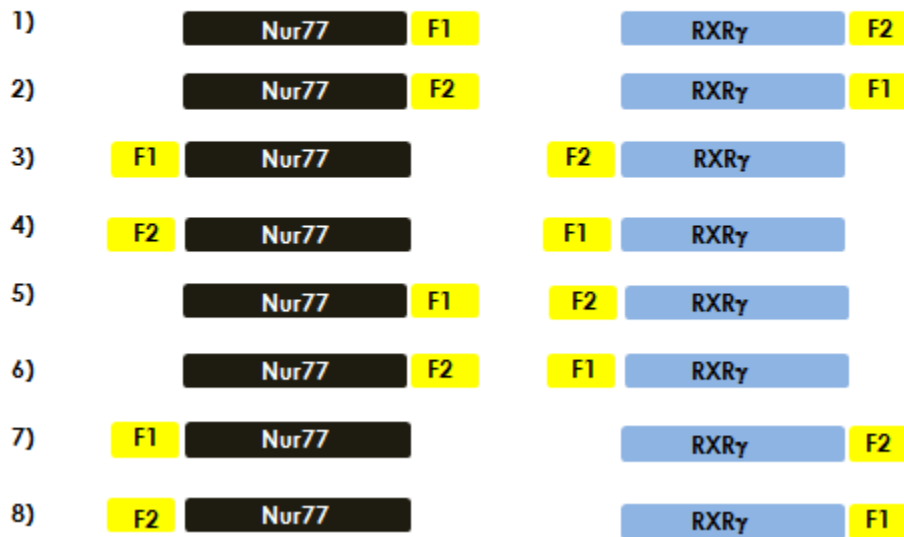 1) Nur77 F1 RXRγ F2
2) Nur77 F2 RXRγ F1
3) F1 Nur77 F2 RXRγ
4) F2 Nur77 F1 RXRγ
5) Nur77 F1 F2 RXRγ
6) Nur77 F2 F1 RXRγ
7) F1 Nur77 RXRγ F2
8) F2 Nur77 RXRγ F1